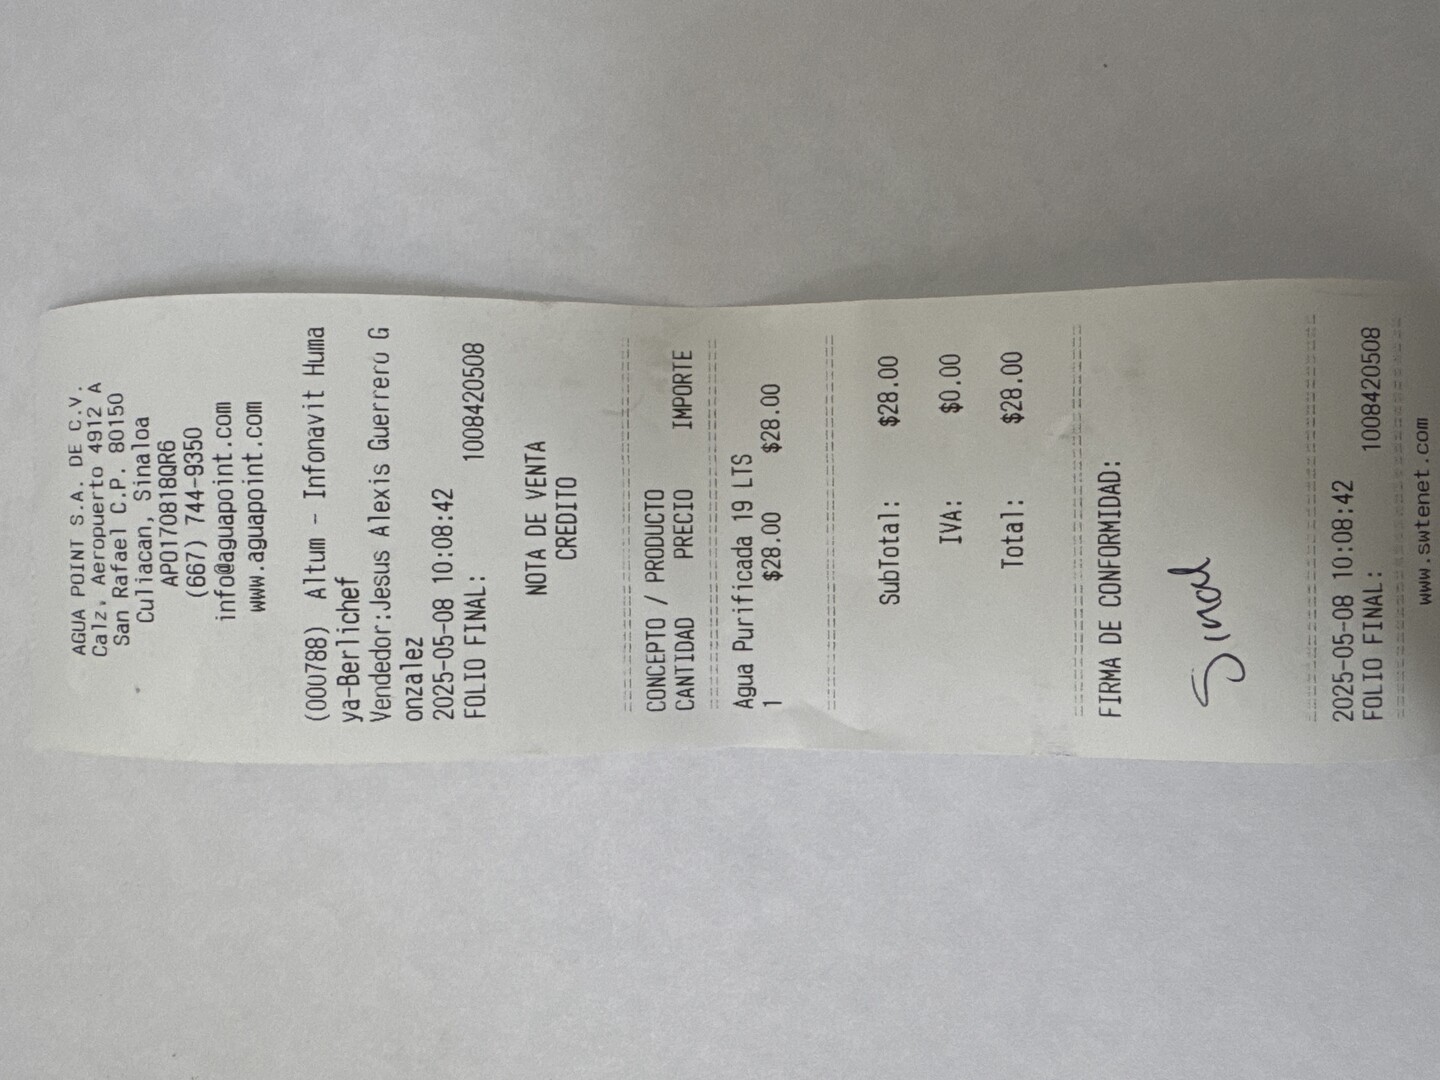 AGUA POINT S.A. DE C.V.
Calz. Aeropuerto 4912 A
San Rafael C.P. 80150
Culiacan, Sinaloa
APO170818QR6
(667) 744-9350
info@aguapoint.com
www.aguapoint.com
(000788) Altum - Infonavit Huma
ya-Berlichef
Vendedor:Jesus Alexis Guerrero G
onzalez
2025-05-08 10:08:42
FOLIO FINAL: 1008420508
NOTA DE VENTA
CREDITO
================================
CONCEPTO / PRODUCTO
CANTIDAD PRECIO IMPORTE
================================
Agua Purificada 19 LTS
1 $28.00 $28.00
================================
SubTotal: $28.00
IVA: $0.00
Total: $28.00
================================
FIRMA DE CONFORMIDAD:
================================
2025-05-08 10:08:42
FOLIO FINAL: 1008420508
================================
www.swtenet.com